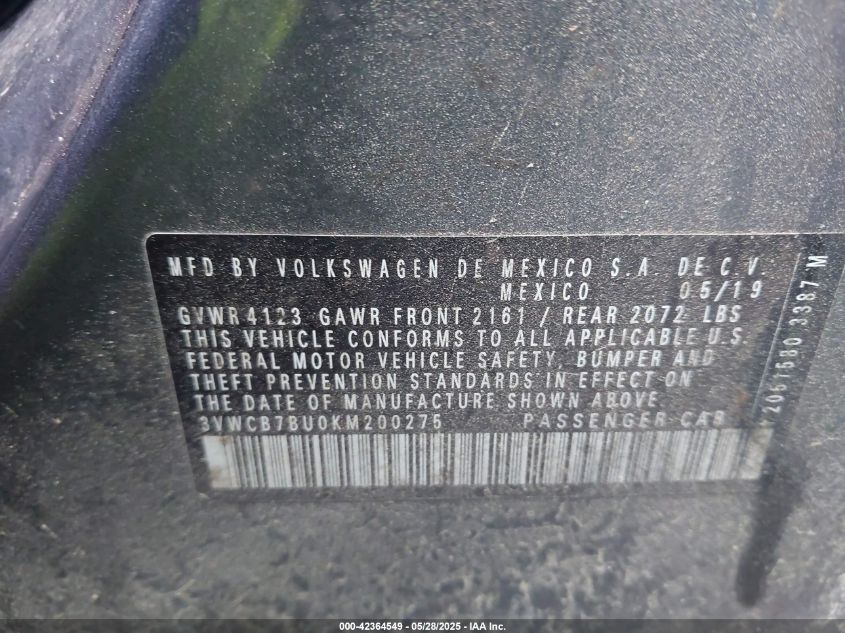 MFD BY VOLKSWAGEN DE MEXICO S.A. DE C.V.
MEXICO 05/19
GVWR 4123 GAWR FRONT 2161 / REAR 2072 LBS
THIS VEHICLE CONFORMS TO ALL APPLICABLE U.S.
FEDERAL MOTOR VEHICLE SAFETY, BUMPER AND
THEFT PREVENTION STANDARDS IN EFFECT ON
THE DATE OF MANUFACTURE SHOWN ABOVE.
3VWCB7BU0KM200275 PASSENGER CAR
3387 M
000-42364549 - 05/28/2025 - IAA Inc.